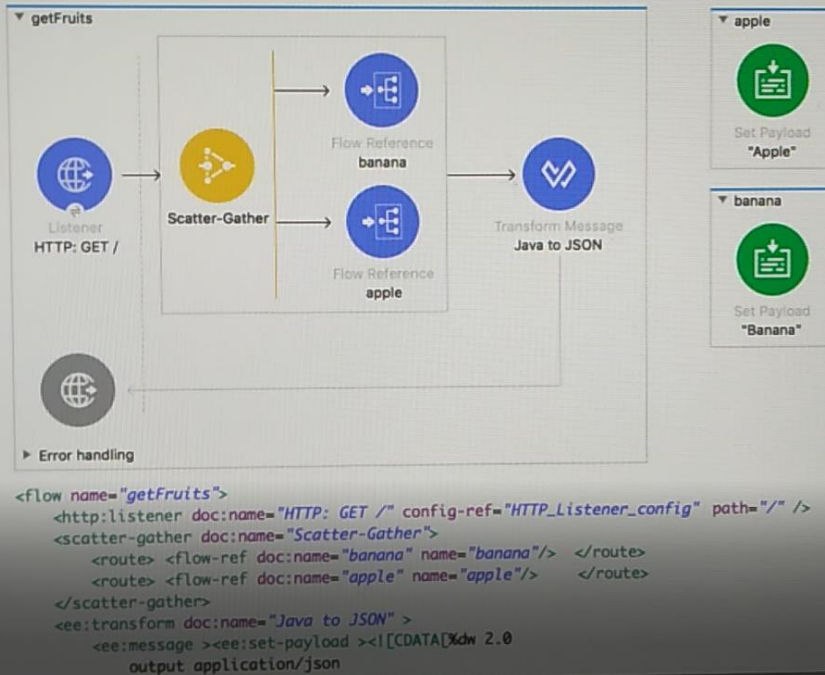 getFruits
Listener
HTTP: GET /
Scatter-Gather
Flow Reference
banana
Flow Reference
apple
Transform Message
Java to JSON
Error handling
apple
Set Payload
"Apple"
banana
Set Payload
"Banana"
<flow name="getFruits">
<http:listener doc:name="HTTP: GET /" config-ref="HTTP_Listener_config" path="/" />
<scatter-gather doc:name="Scatter-Gather">
<route> <flow-ref doc:name="banana" name="banana"/> </route>
<route> <flow-ref doc:name="apple" name="apple"/> </route>
</scatter-gather>
<ee:transform doc:name="Java to JSON" >
<ee:message ><ee:set-payload ><![CDATA[%dw 2.0
output application/json